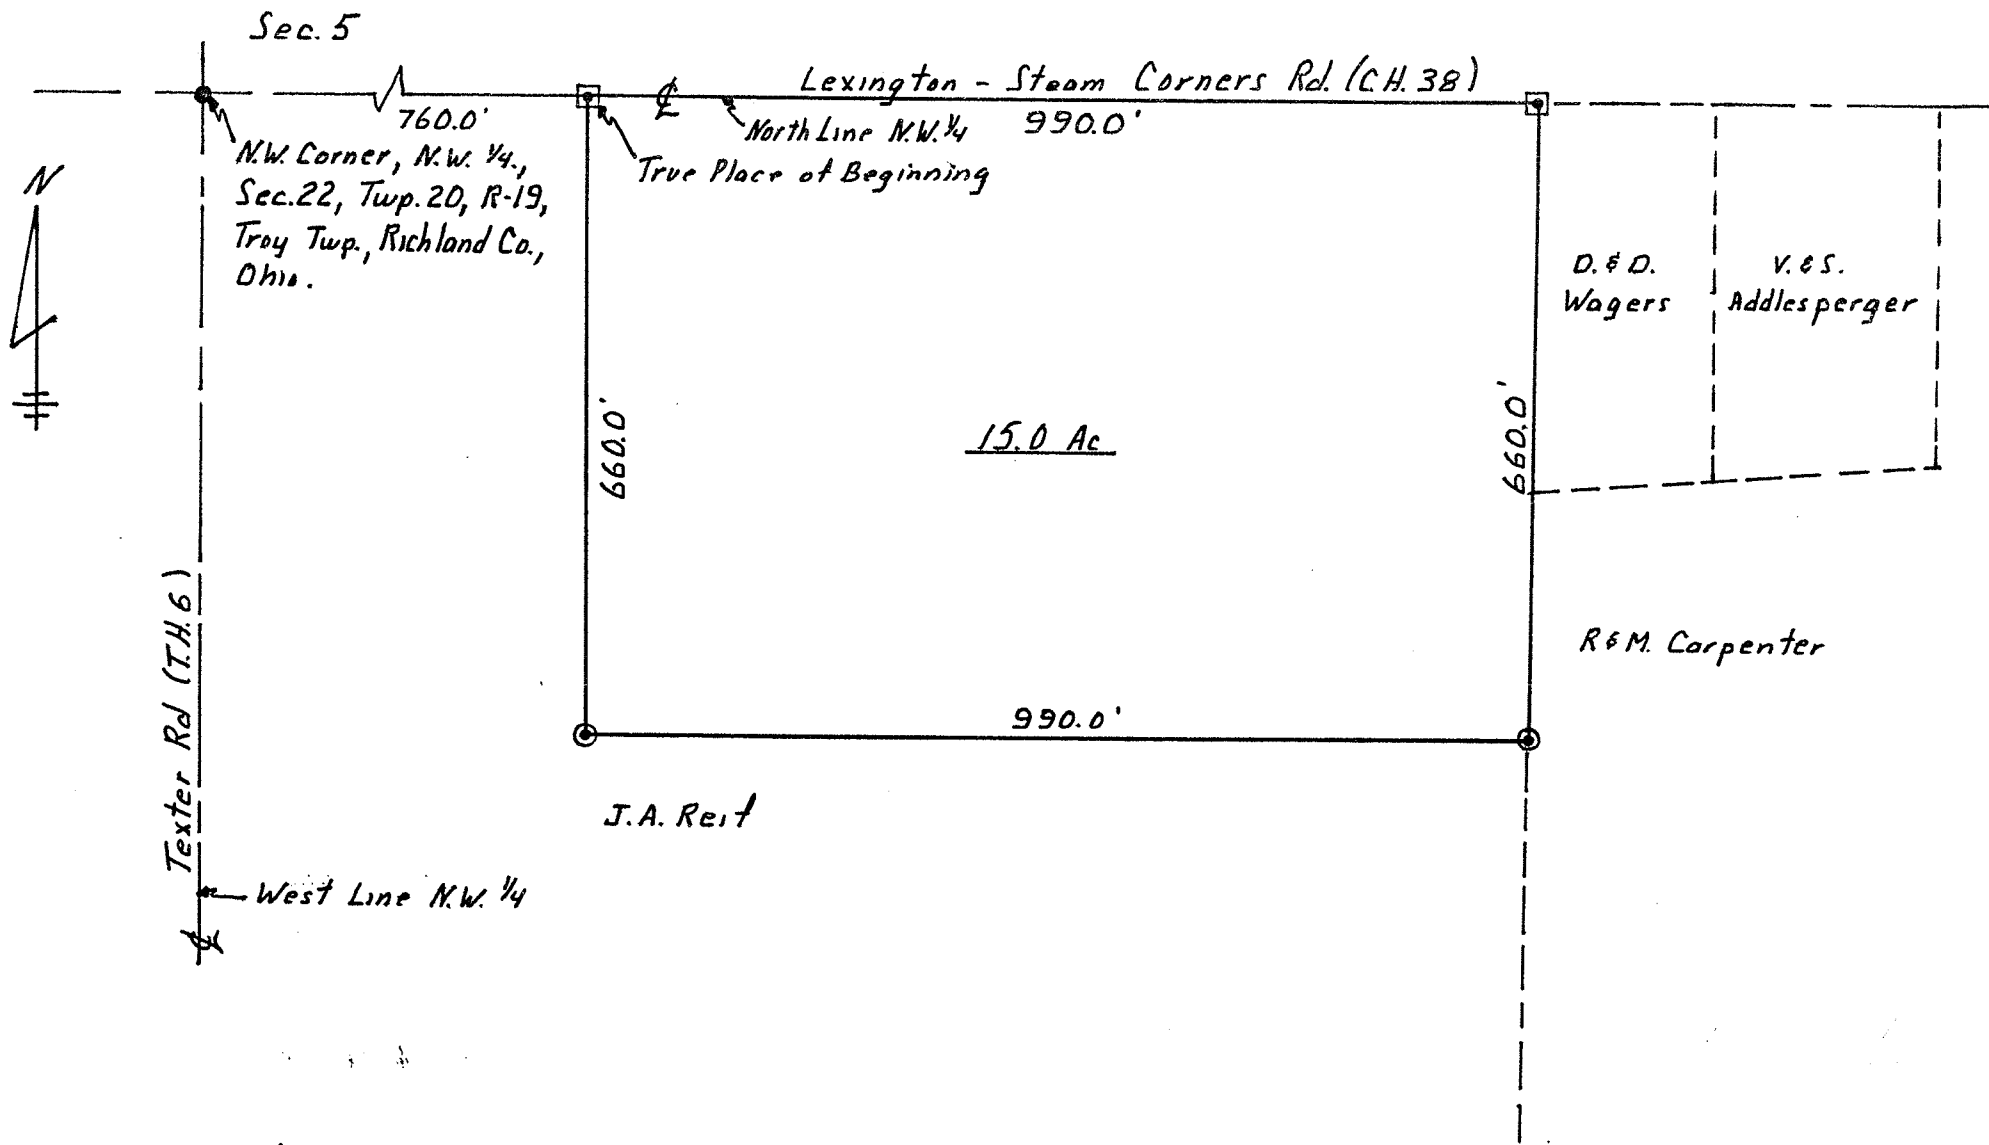 Sec. 5
Lexington - Steam Corners Rd. (C.H. 38)
760.0'
℄
North Line N.W. ¼
990.0'
True Place of Beginning
N.W. Corner, N.W. ¼.,
Sec. 22, Twp. 20, R-19,
Troy Twp., Richland Co.,
Ohio.
N
D. & D.
Wagers
V. & S.
Addlesperger
660.0'
15.0 Ac
660.0'
Texter Rd (T.H. 6)
R & M. Carpenter
990.0'
J.A. Reif
West Line N.W. ¼
℄